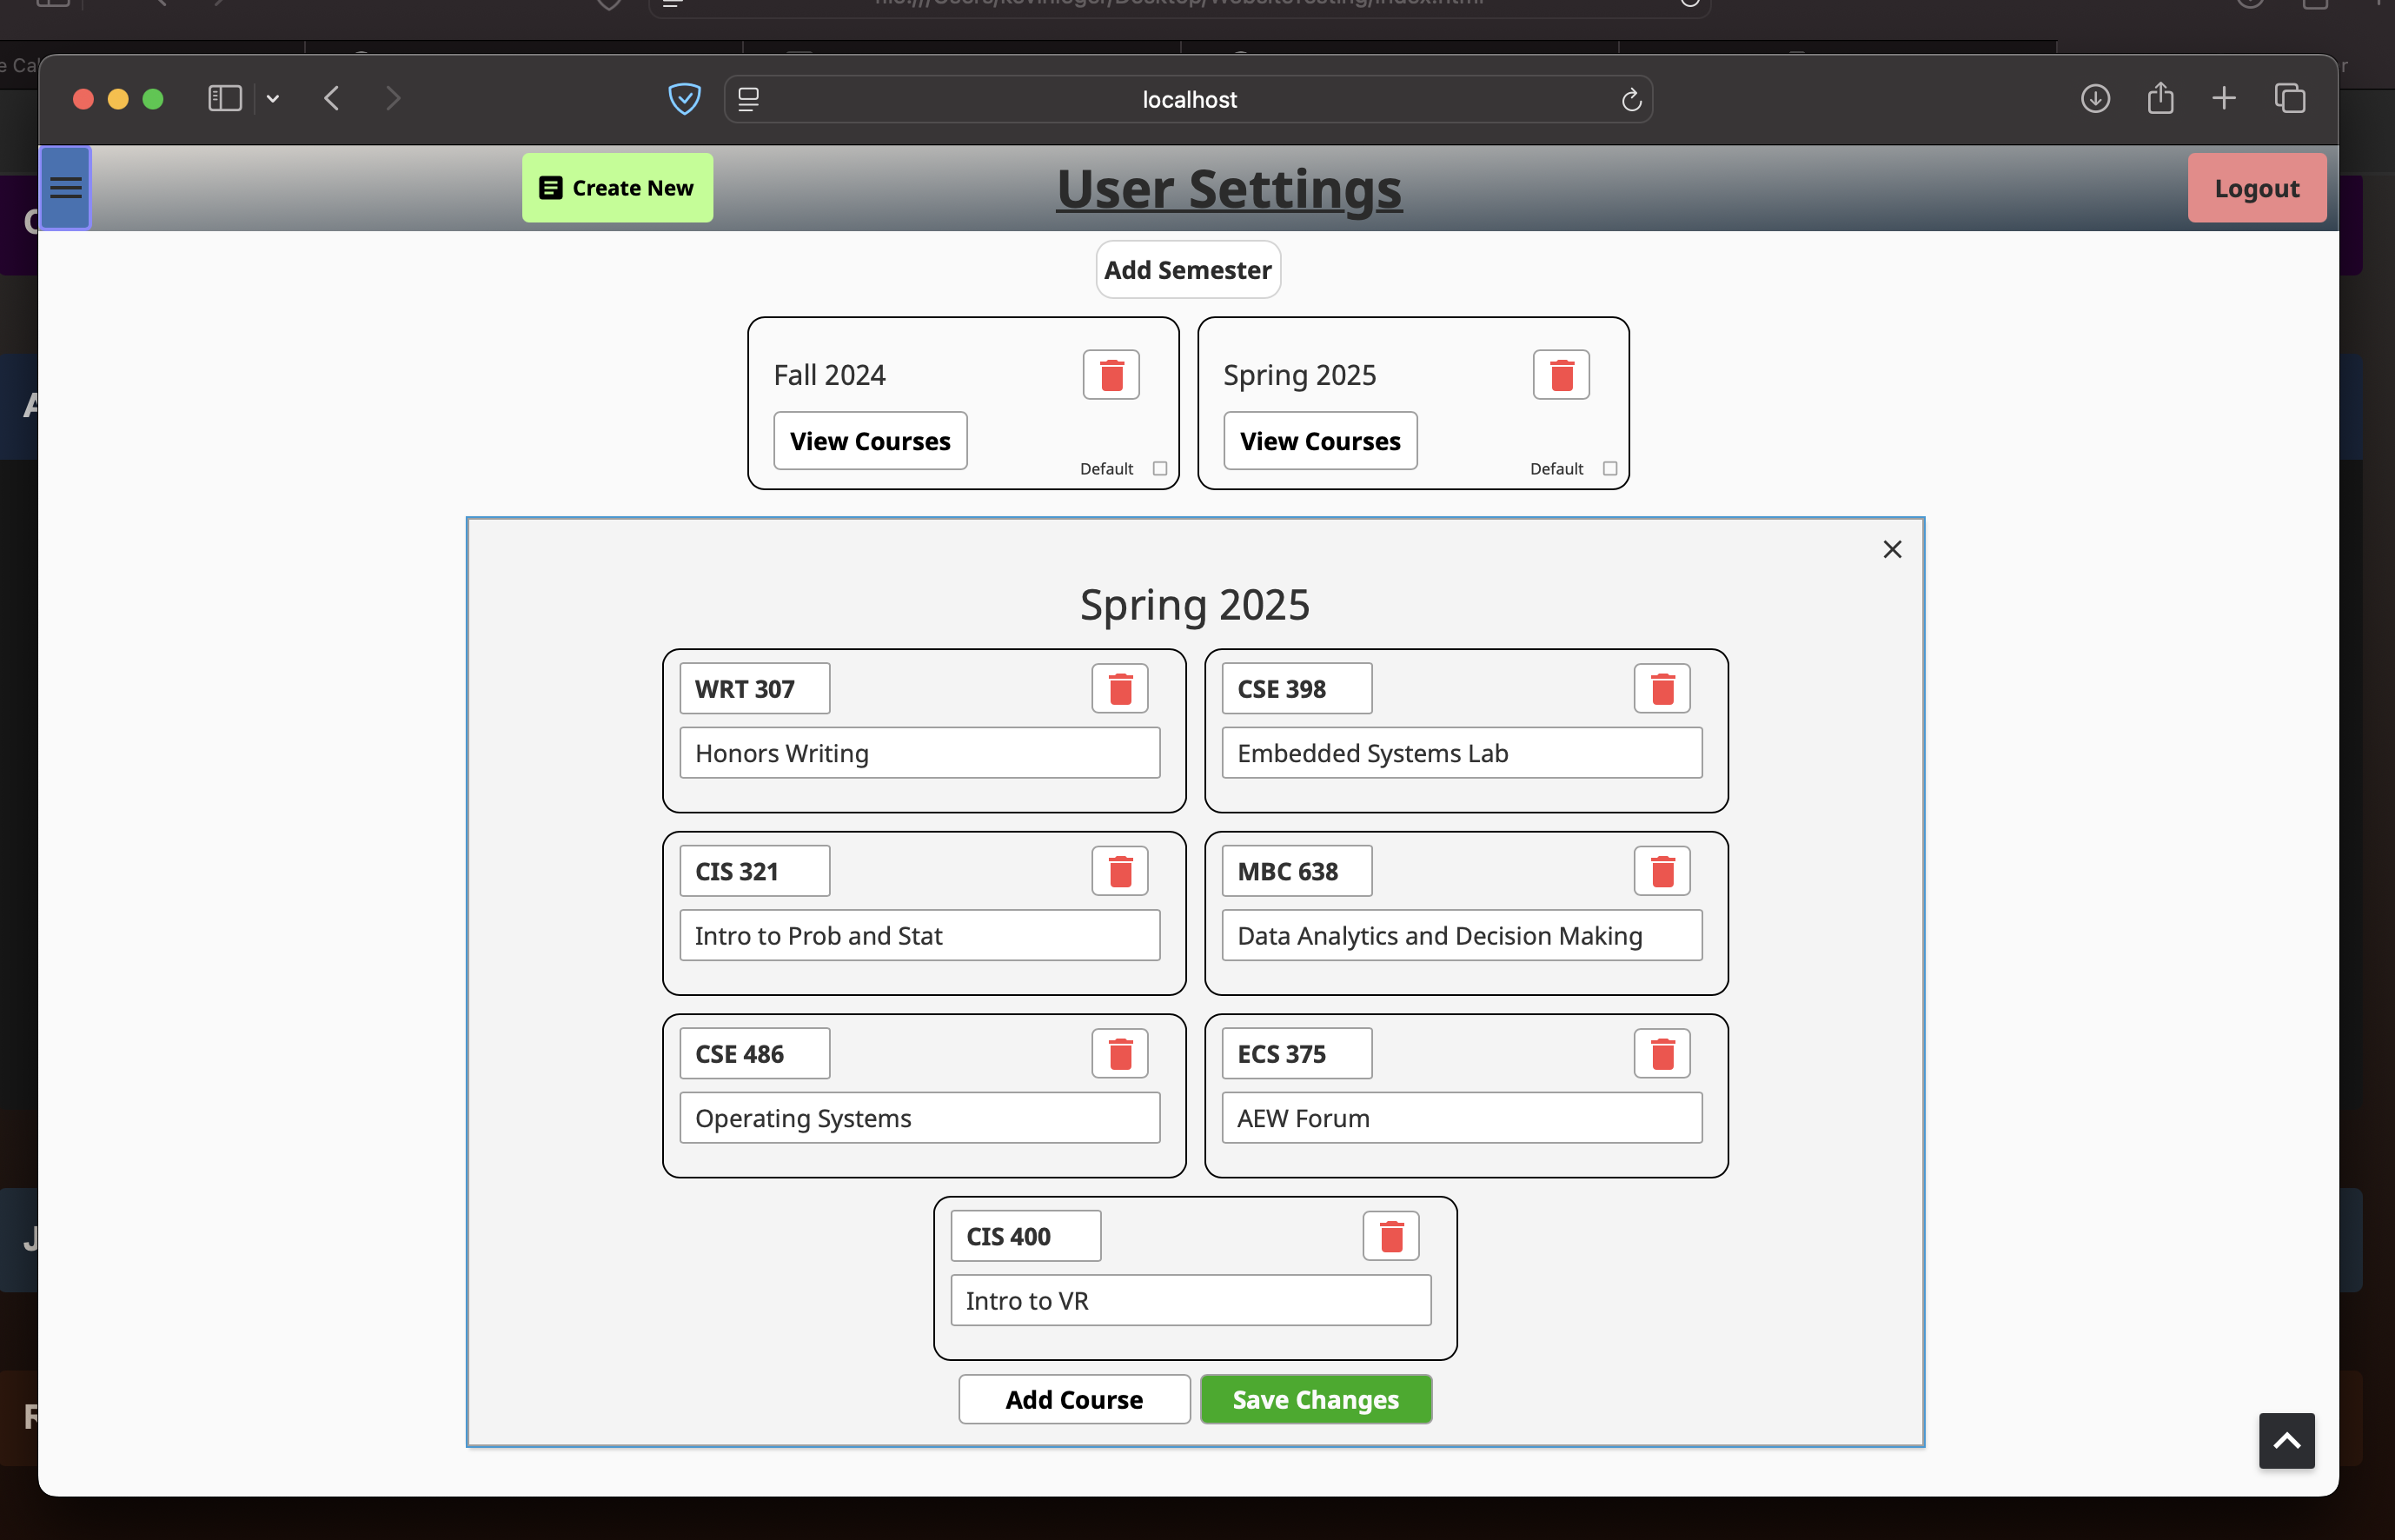 localhost
Create New
User Settings
Logout
Add Semester
Fall 2024
View Courses
Default
Spring 2025
View Courses
Default
Spring 2025
WRT 307
Honors Writing
CSE 398
Embedded Systems Lab
CIS 321
Intro to Prob and Stat
MBC 638
Data Analytics and Decision Making
CSE 486
Operating Systems
ECS 375
AEW Forum
CIS 400
Intro to VR
Add Course
Save Changes